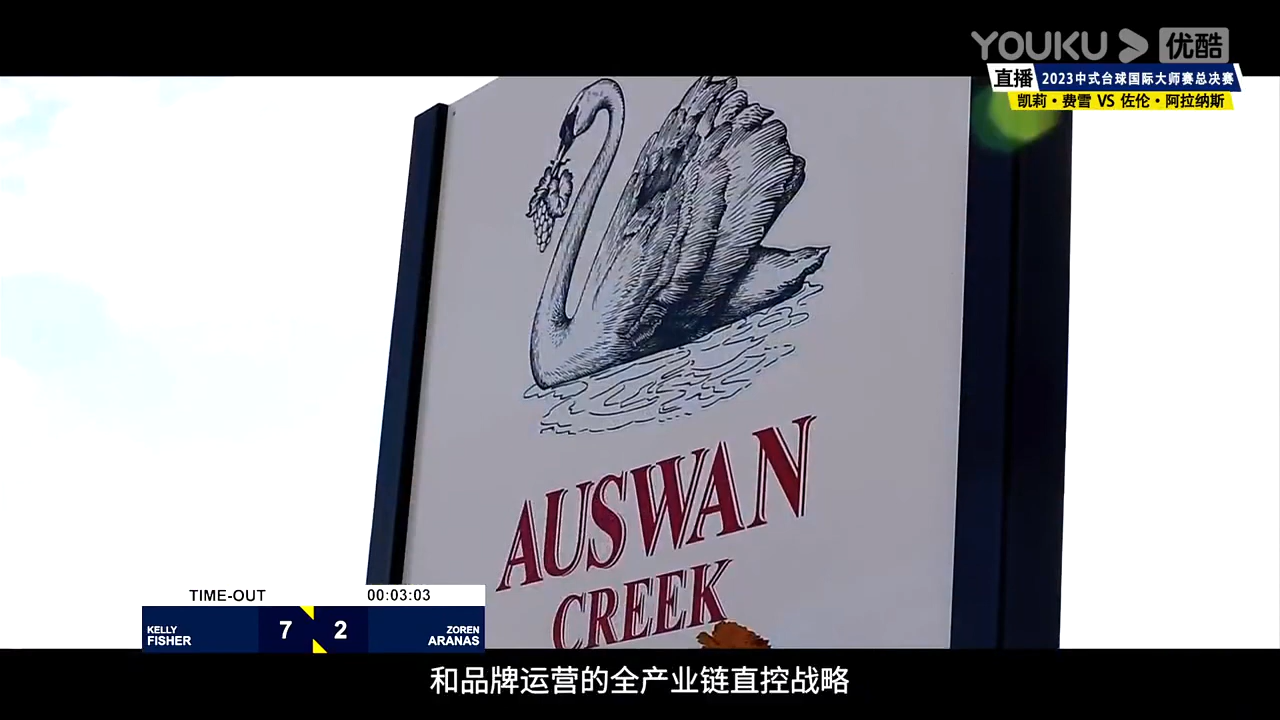 YOUKU 优酷
直播 2023中式台球国际大师赛总决赛
凯莉·费雪 VS 佐伦·阿拉纳斯
AUSWAN
CREEK
TIME-OUT 00:03:03
KELLY FISHER 7 2 ZOREN ARANAS
和品牌运营的全产业链直控战略